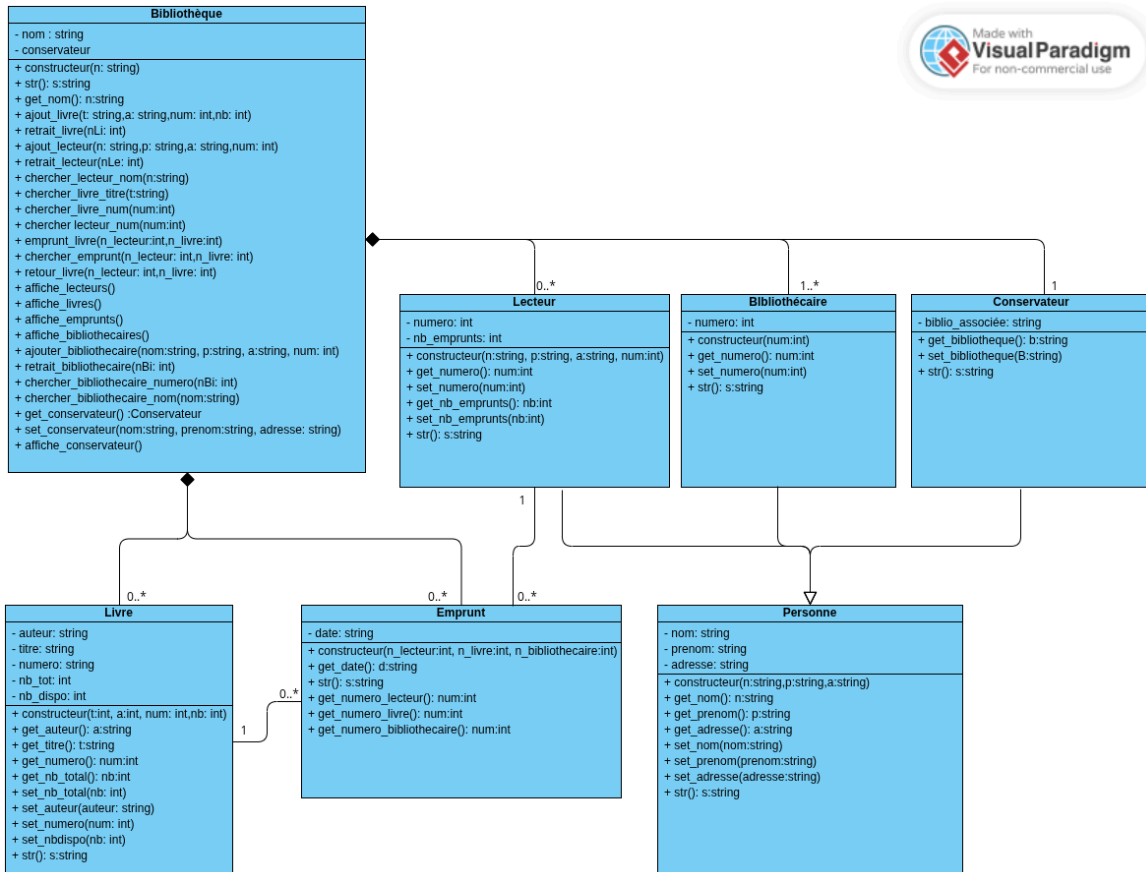 Bibliothèque
- nom : string
- conservateur
+ constructeur(n: string)
+ str(): s:string
+ get_nom(): n:string
+ ajout_livre(t: string,a: string,num: int,nb: int)
+ retrait_livre(nLi: int)
+ ajout_lecteur(n: string,p: string,a: string,num: int)
+ retrait_lecteur(nLe: int)
+ chercher_lecteur_nom(n:string)
+ chercher_livre_titre(t:string)
+ chercher_livre_num(num:int)
+ chercher lecteur_num(num:int)
+ emprunt_livre(n_lecteur:int,n_livre:int)
+ chercher_emprunt(n_lecteur: int,n_livre: int)
+ retour_livre(n_lecteur: int,n_livre: int)
+ affiche_lecteurs()
+ affiche_livres()
+ affiche_emprunts()
+ affiche_bibliothecaires()
+ ajouter_bibliothecaire(nom:string, p:string, a:string, num: int)
+ retrait_bibliothecaire(nBi: int)
+ chercher_bibliothecaire_numero(nBi: int)
+ chercher_bibliothecaire_nom(nom:string)
+ get_conservateur() :Conservateur
+ set_conservateur(nom:string, prenom:string, adresse: string)
+ affiche_conservateur()
Made with
Visual Paradigm
For non-commercial use
0..*
1..*
1
Lecteur
- numero: int
- nb_emprunts: int
+ constructeur(n:string, p:string, a:string, num:int)
+ get_numero(): num:int
+ set_numero(num:int)
+ get_nb_emprunts(): nb:int
+ set_nb_emprunts(nb:int)
+ str(): s:string
BIbliothécaire
- numero: int
+ constructeur(num:int)
+ get_numero(): num:int
+ set_numero(num:int)
+ str(): s:string
Conservateur
- biblio_associée: string
+ get_bibliotheque(): b:string
+ set_bibliotheque(B:string)
+ str(): s:string
1
0..*
0..*
0..*
Livre
- auteur: string
- titre: string
- numero: string
- nb_tot: int
- nb_dispo: int
+ constructeur(t:int, a:int, num: int,nb: int)
+ get_auteur(): a:string
+ get_titre(): t:string
+ get_numero(): num:int
+ get_nb_total(): nb:int
+ set_nb_total(nb: int)
+ set_auteur(auteur: string)
+ set_numero(num: int)
+ set_nbdispo(nb: int)
+ str(): s:string
0..*
1
Emprunt
- date: string
+ constructeur(n_lecteur:int, n_livre:int, n_bibliothecaire:int)
+ get_date(): d:string
+ str(): s:string
+ get_numero_lecteur(): num:int
+ get_numero_livre(): num:int
+ get_numero_bibliothecaire(): num:int
Personne
- nom: string
- prenom: string
- adresse: string
+ constructeur(n:string,p:string,a:string)
+ get_nom(): n:string
+ get_prenom(): p:string
+ get_adresse(): a:string
+ set_nom(nom:string)
+ set_prenom(prenom:string)
+ set_adresse(adresse:string)
+ str(): s:string